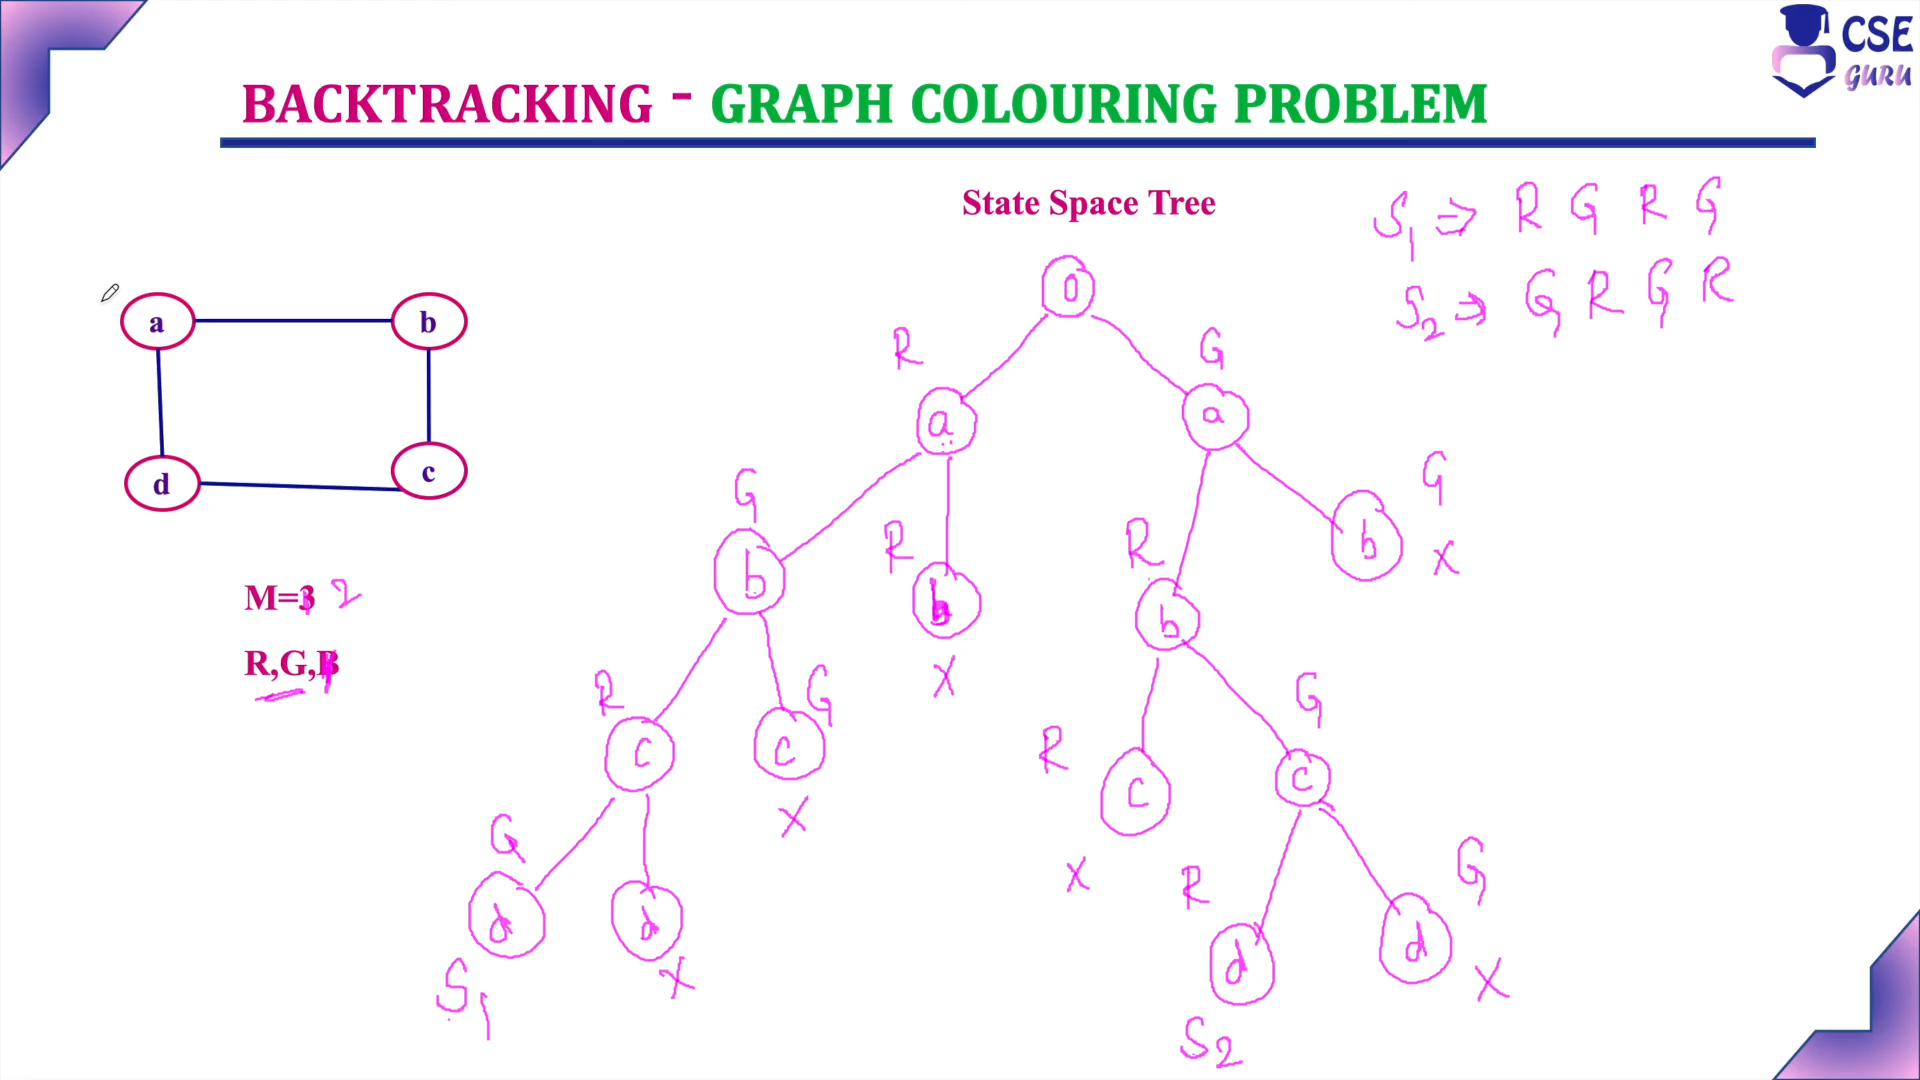 CSE
GURU
BACKTRACKING - GRAPH COLOURING PROBLEM
State Space Tree
S1 ⇒ R G R G
S2 ⇒ G R G R
0
a b
d c
R G
a a
G R R G
b b b b
X X
M=3 2
R,G,B
R G R G
c c c c
X X
G R G
d d d d
X X
S1 S2